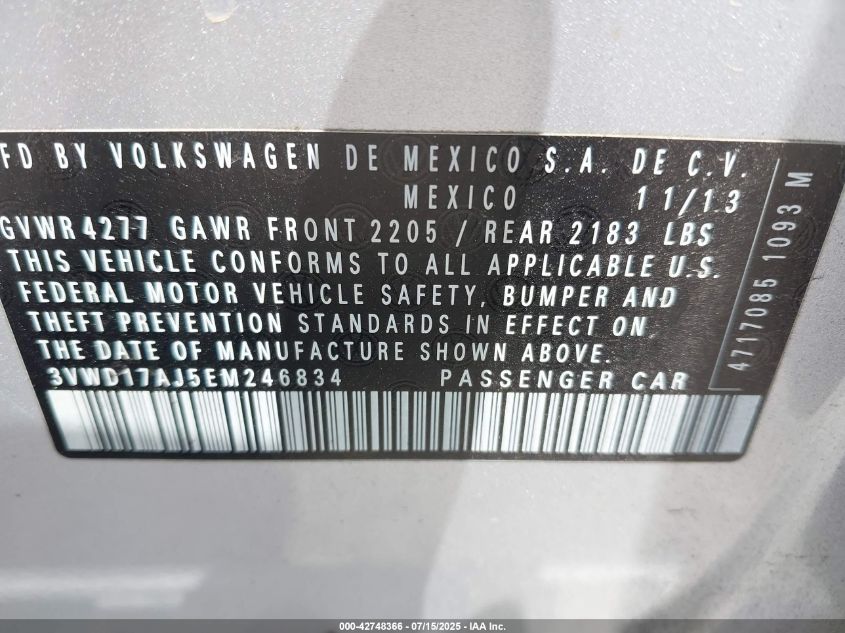 FD BY VOLKSWAGEN DE MEXICO S.A. DE C.V.
MEXICO 11/13
GVWR 4277 GAWR FRONT 2205 / REAR 2183 LBS
THIS VEHICLE CONFORMS TO ALL APPLICABLE U.S.
FEDERAL MOTOR VEHICLE SAFETY, BUMPER AND
THEFT PREVENTION STANDARDS IN EFFECT ON
THE DATE OF MANUFACTURE SHOWN ABOVE.
3VWD17AJ5EM246834 PASSENGER CAR
4717085 1093 M
000-42748366 - 07/15/2025 - IAA Inc.